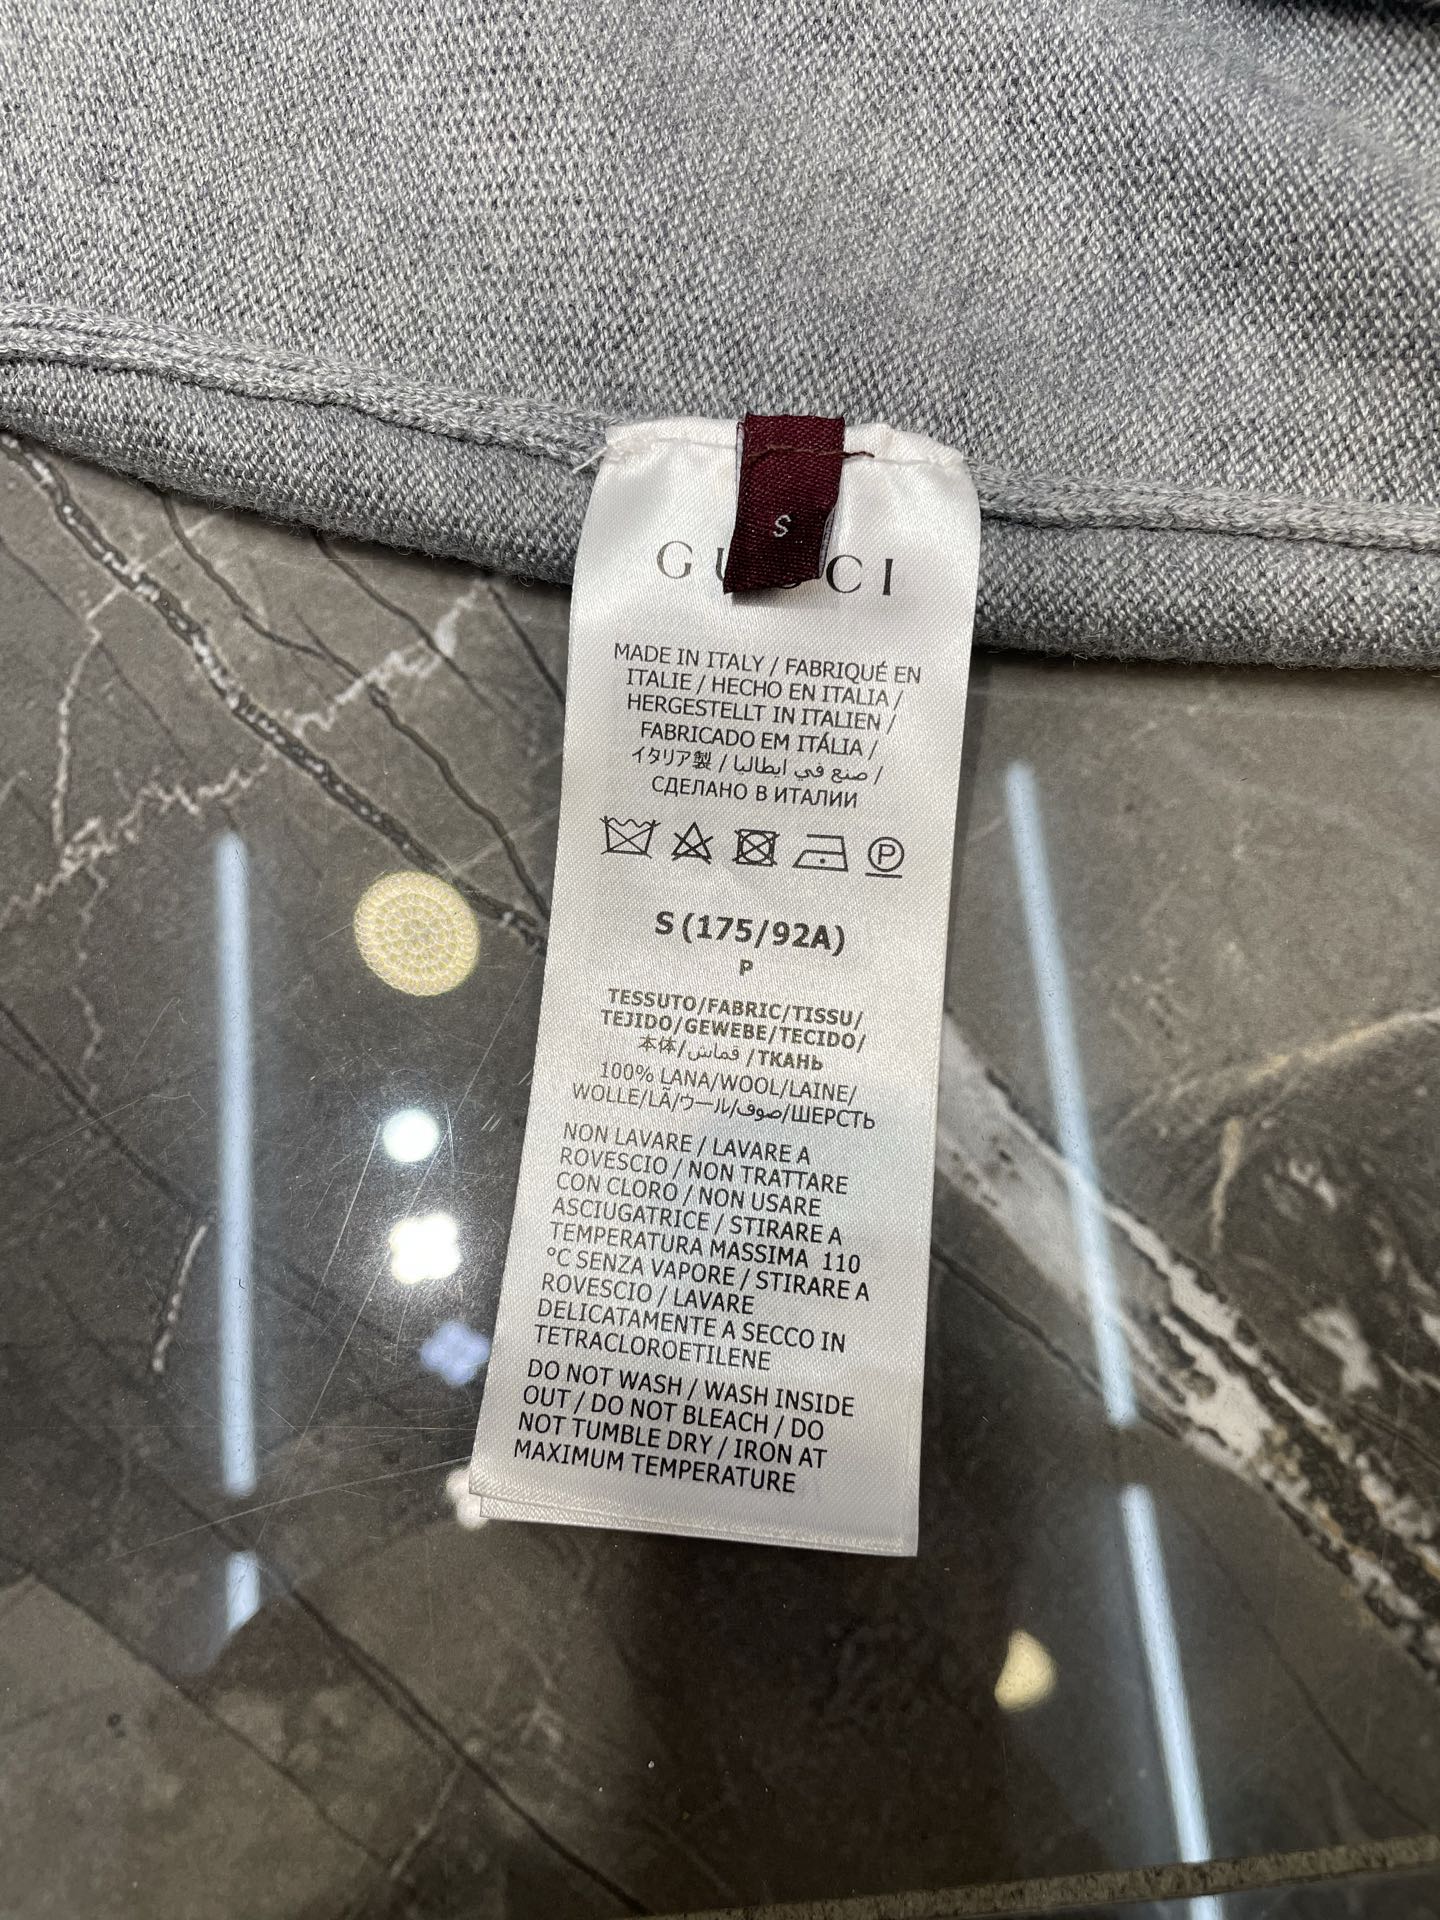 S
GUCCI
MADE IN ITALY / FABRIQUÉ EN
ITALIE / HECHO EN ITALIA /
HERGESTELLT IN ITALIEN /
FABRICADO EM ITÁLIA /
イタリア製 / صنع في ايطاليا /
СДЕЛАНО В ИТАЛИИ
P
S (175/92A)
P
TESSUTO/FABRIC/TISSU/
TEJIDO/GEWEBE/TECIDO/
本体/قماش /ТКАНЬ
100% LANA/WOOL/LAINE/
WOLLE/LÃ/ウール/صوف/ШЕРСТЬ
NON LAVARE / LAVARE A
ROVESCIO / NON TRATTARE
CON CLORO / NON USARE
ASCIUGATRICE / STIRARE A
TEMPERATURA MASSIMA 110
°C SENZA VAPORE / STIRARE A
ROVESCIO / LAVARE
DELICATAMENTE A SECCO IN
TETRACLOROETILENE
DO NOT WASH / WASH INSIDE
OUT / DO NOT BLEACH / DO
NOT TUMBLE DRY / IRON AT
MAXIMUM TEMPERATURE